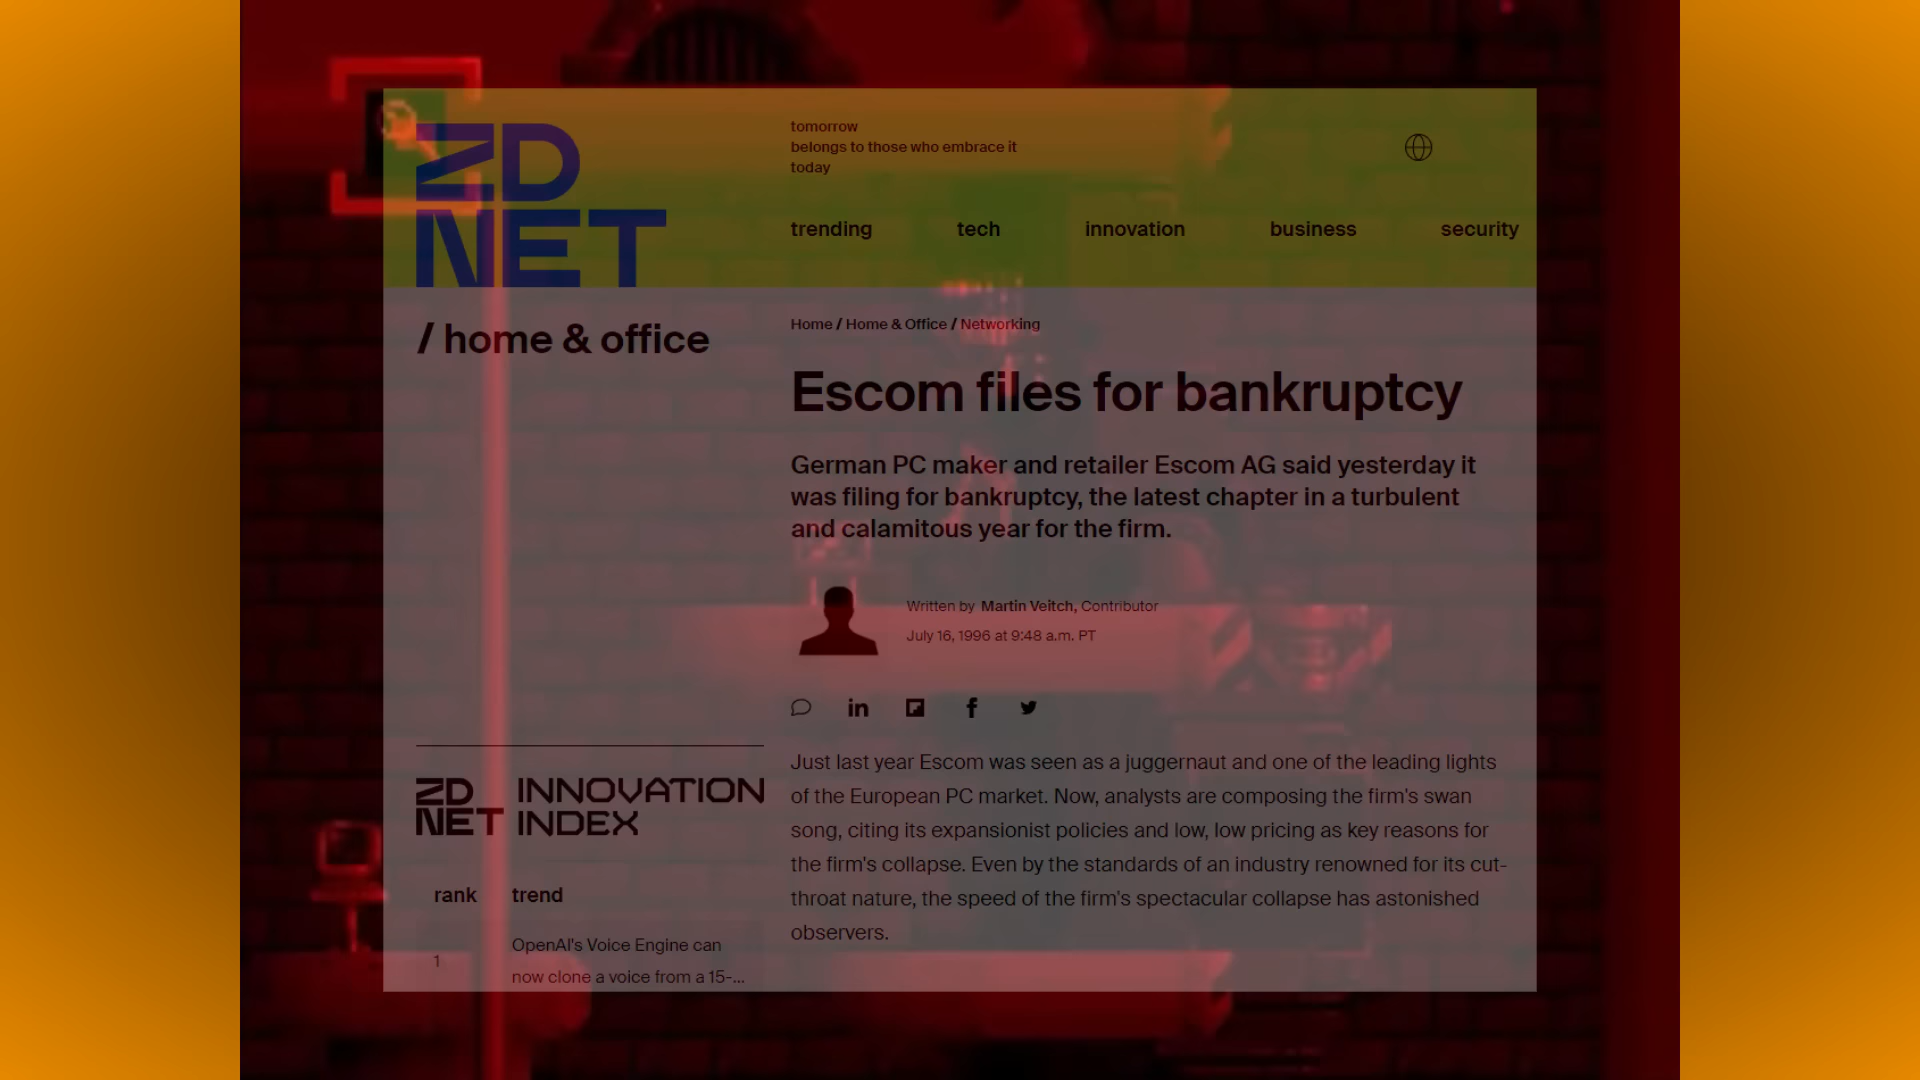 ZD
NET
tomorrow
belongs to those who embrace it
today
trending tech innovation business security
/ home & office
Home / Home & Office / Networking
Escom files for bankruptcy
German PC maker and retailer Escom AG said yesterday it
was filing for bankruptcy, the latest chapter in a turbulent
and calamitous year for the firm.
Written by Martin Veitch, Contributor
July 16, 1996 at 9:48 a.m. PT
Just last year Escom was seen as a juggernaut and one of the leading lights
of the European PC market. Now, analysts are composing the firm's swan
song, citing its expansionist policies and low, low pricing as key reasons for
the firm's collapse. Even by the standards of an industry renowned for its cut-
throat nature, the speed of the firm's spectacular collapse has astonished
observers.
ZD INNOVATION
NET INDEX
rank trend
1 OpenAI's Voice Engine can
now clone a voice from a 15-...